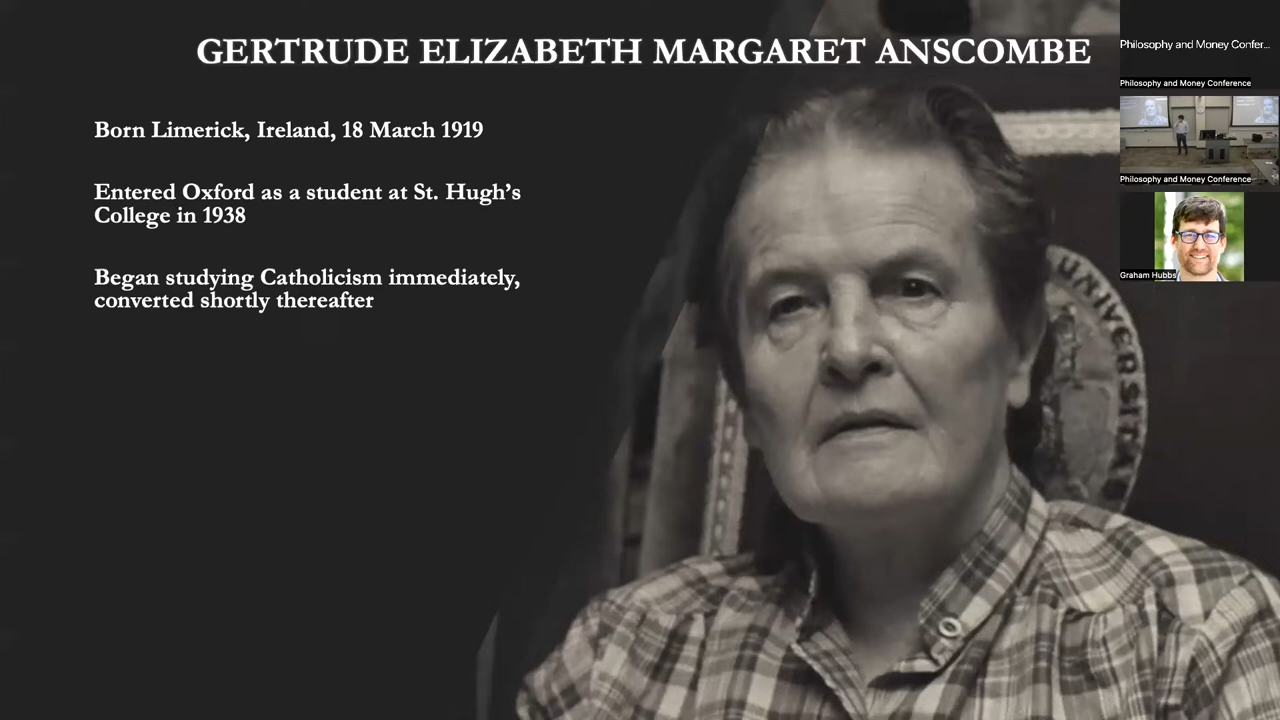 GERTRUDE ELIZABETH MARGARET ANSCOMBE
Born Limerick, Ireland, 18 March 1919
Entered Oxford as a student at St. Hugh's
College in 1938
Began studying Catholicism immediately,
converted shortly thereafter
UNIVERSITA
Philosophy and Money Confer...
Philosophy and Money Conference
Philosophy and Money Conference
Graham Hubbs